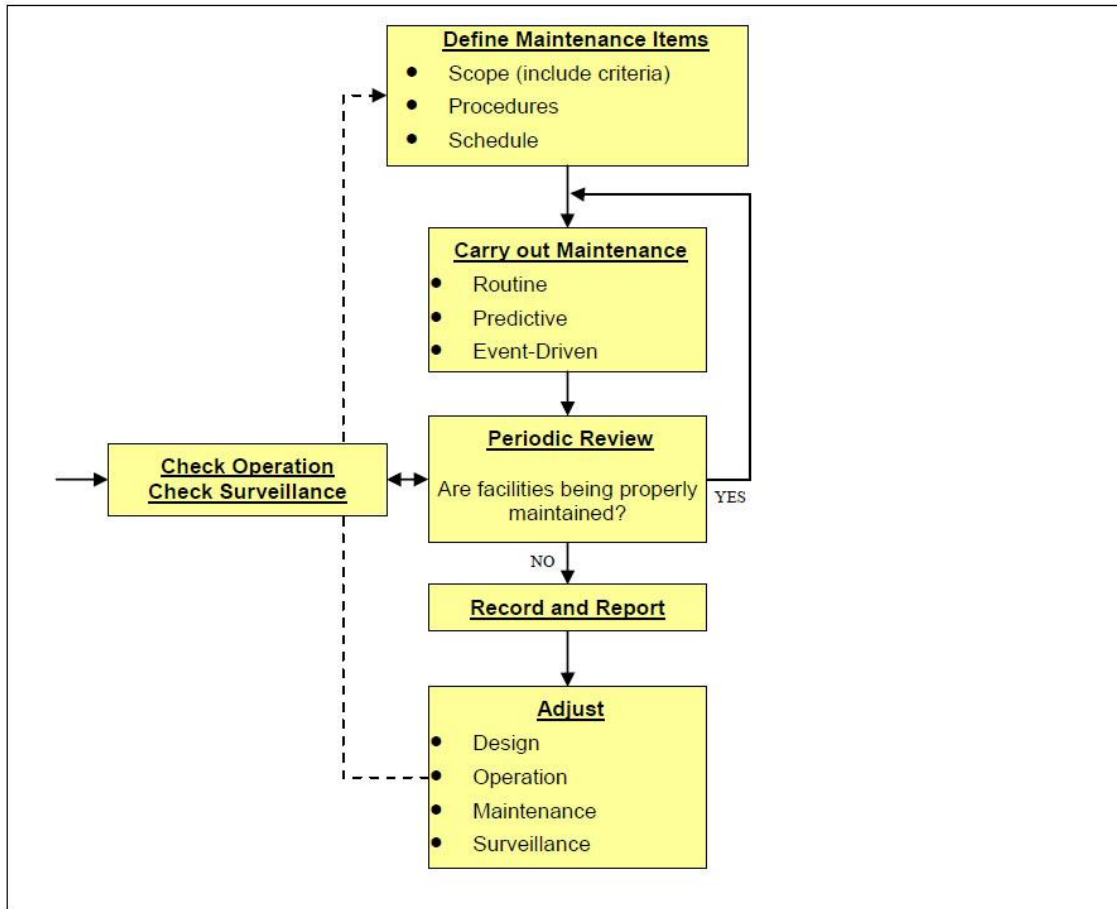 Define Maintenance Items
• Scope (include criteria)
• Procedures
• Schedule
Carry out Maintenance
• Routine
• Predictive
• Event-Driven
Periodic Review
Are facilities being properly
maintained?
YES
Check Operation
Check Surveillance
NO
Record and Report
Adjust
• Design
• Operation
• Maintenance
• Surveillance